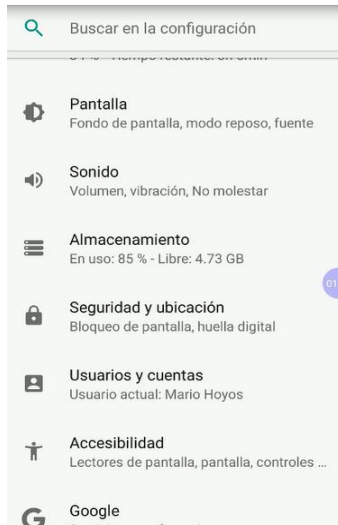 Buscar en la configuración
Pantalla
Fondo de pantalla, modo reposo, fuente
Sonido
Volumen, vibración, No molestar
Almacenamiento
En uso: 85 % - Libre: 4.73 GB
01
Seguridad y ubicación
Bloqueo de pantalla, huella digital
Usuarios y cuentas
Usuario actual: Mario Hoyos
Accesibilidad
Lectores de pantalla, pantalla, controles ...
Google